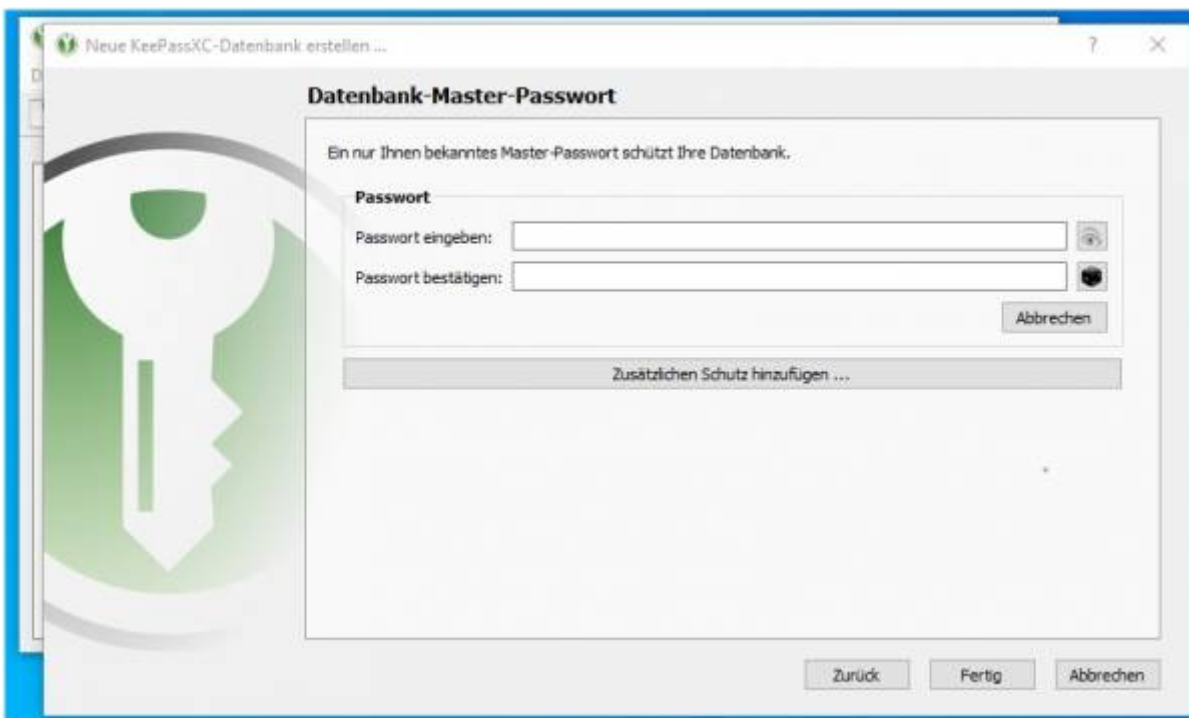 Neue KeePassXC-Datenbank erstellen ...
?
Datenbank-Master-Passwort
Ein nur Ihnen bekanntes Master-Passwort schützt Ihre Datenbank.
Passwort
Passwort eingeben:
Passwort bestätigen:
Abbrechen
Zusätzlichen Schutz hinzufügen ...
Zurück Fertig Abbrechen